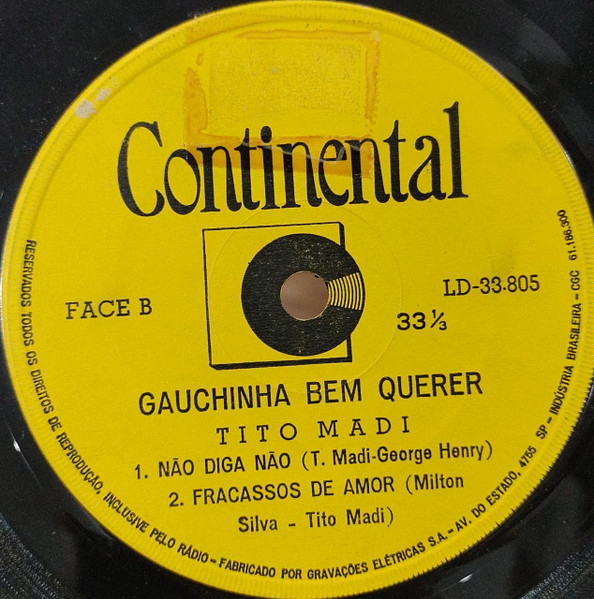 Continental
FACE B
LD-33.805
33⅓
GAUCHINHA BEM QUERER
TITO MADI
1. NÃO DIGA NÃO (T. Madi-George Henry)
2. FRACASSOS DE AMOR (Milton
Silva - Tito Madi)
RESERVADOS TODOS OS DIREITOS DE REPRODUÇÃO, INCLUSIVE PELO RÁDIO - FABRICADO POR GRAVAÇÕES ELÉTRICAS S.A. - AV. DO ESTADO, 4755 SP - INDÚSTRIA BRASILEIRA - CGC 61.186.300